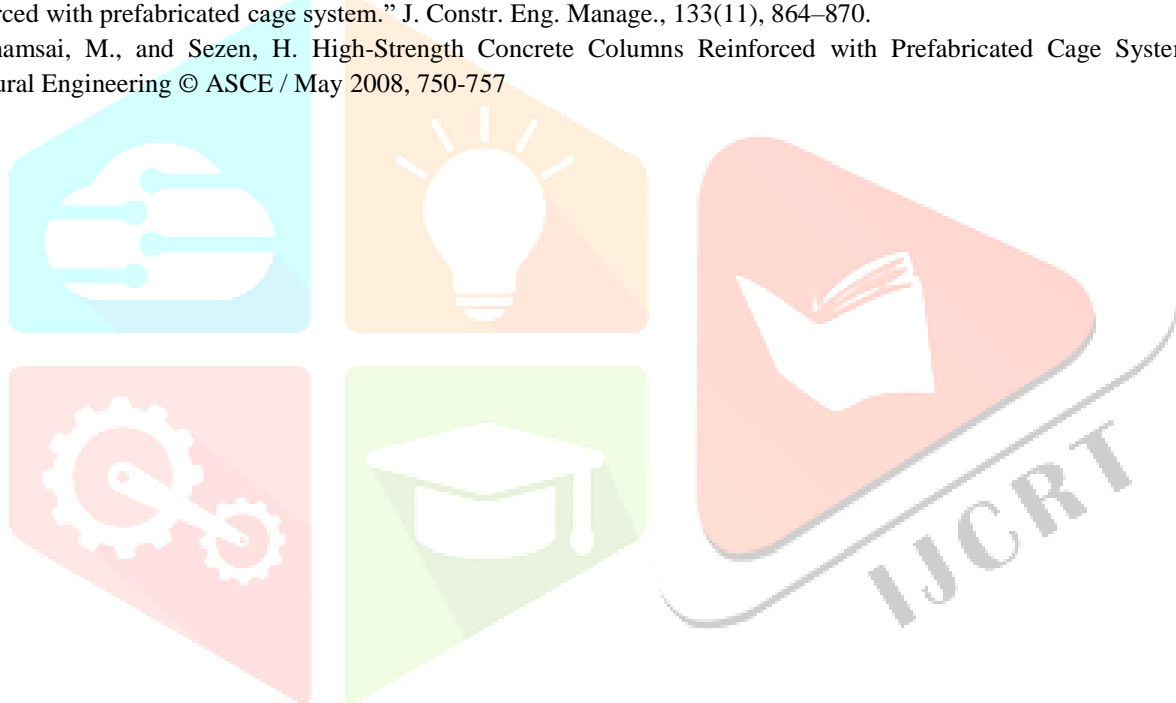 rced with prefabricated cage system.” J. Constr. Eng. Manage., 133(11), 864–870.
amsai, M., and Sezen, H. High-Strength Concrete Columns Reinforced with Prefabricated Cage Syste
ural Engineering © ASCE / May 2008, 750-757
IJCRT